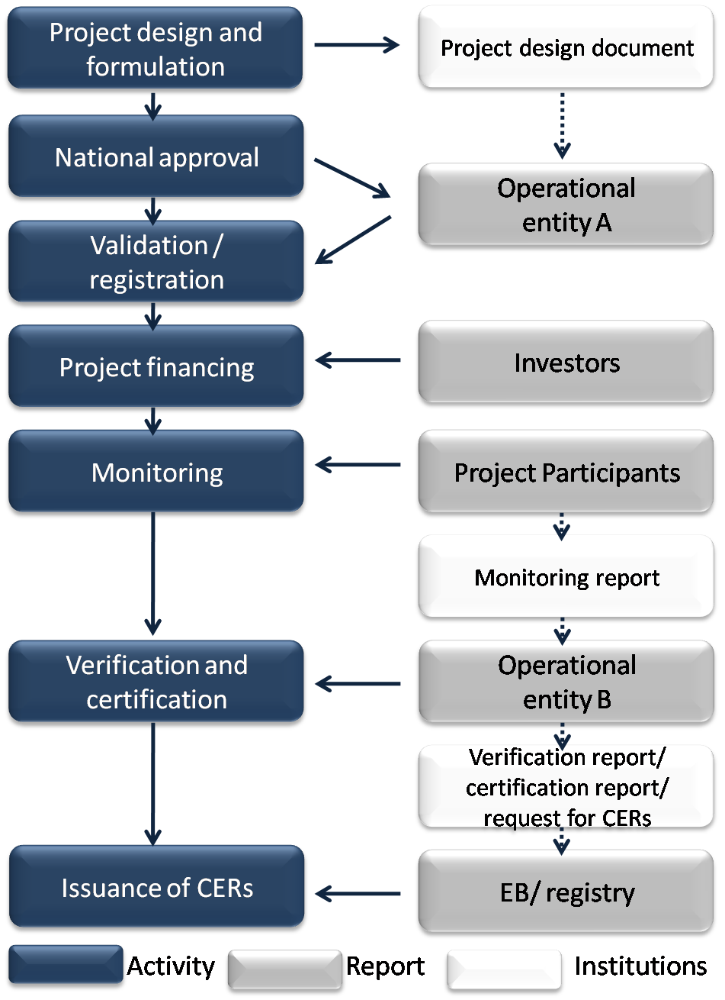 Project design and
formulation
Project design document
National approval
Operational
entity A
Validation /
registration
Project financing
Investors
Monitoring
Project Participants
Monitoring report
Verification and
certification
Operational
entity B
Verification report/
certification report/
request for CERs
Issuance of CERs
EB/ registry
Activity
Report
Institutions